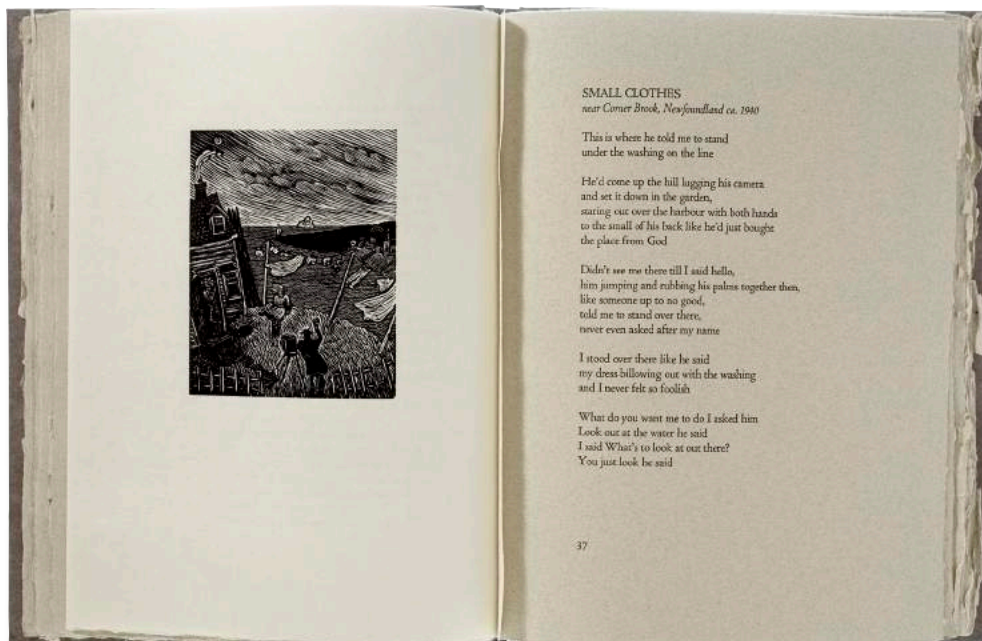 SMALL CLOTHES
near Corner Brook, Newfoundland ca. 1940
This is where he told me to stand
under the washing on the line
He'd come up the hill lugging his camera
and set it down in the garden,
staring out over the harbour with both hands
to the small of his back like he'd just bought
the place from God
Didn't see me there till I said hello,
him jumping and rubbing his palms together then,
like someone up to no good,
told me to stand over there,
never even asked after my name
I stood over there like he said
my dress billowing out with the washing
and I never felt so foolish
What do you want me to do I asked him
Look out at the water he said
I said What's to look at out there?
You just look he said
37